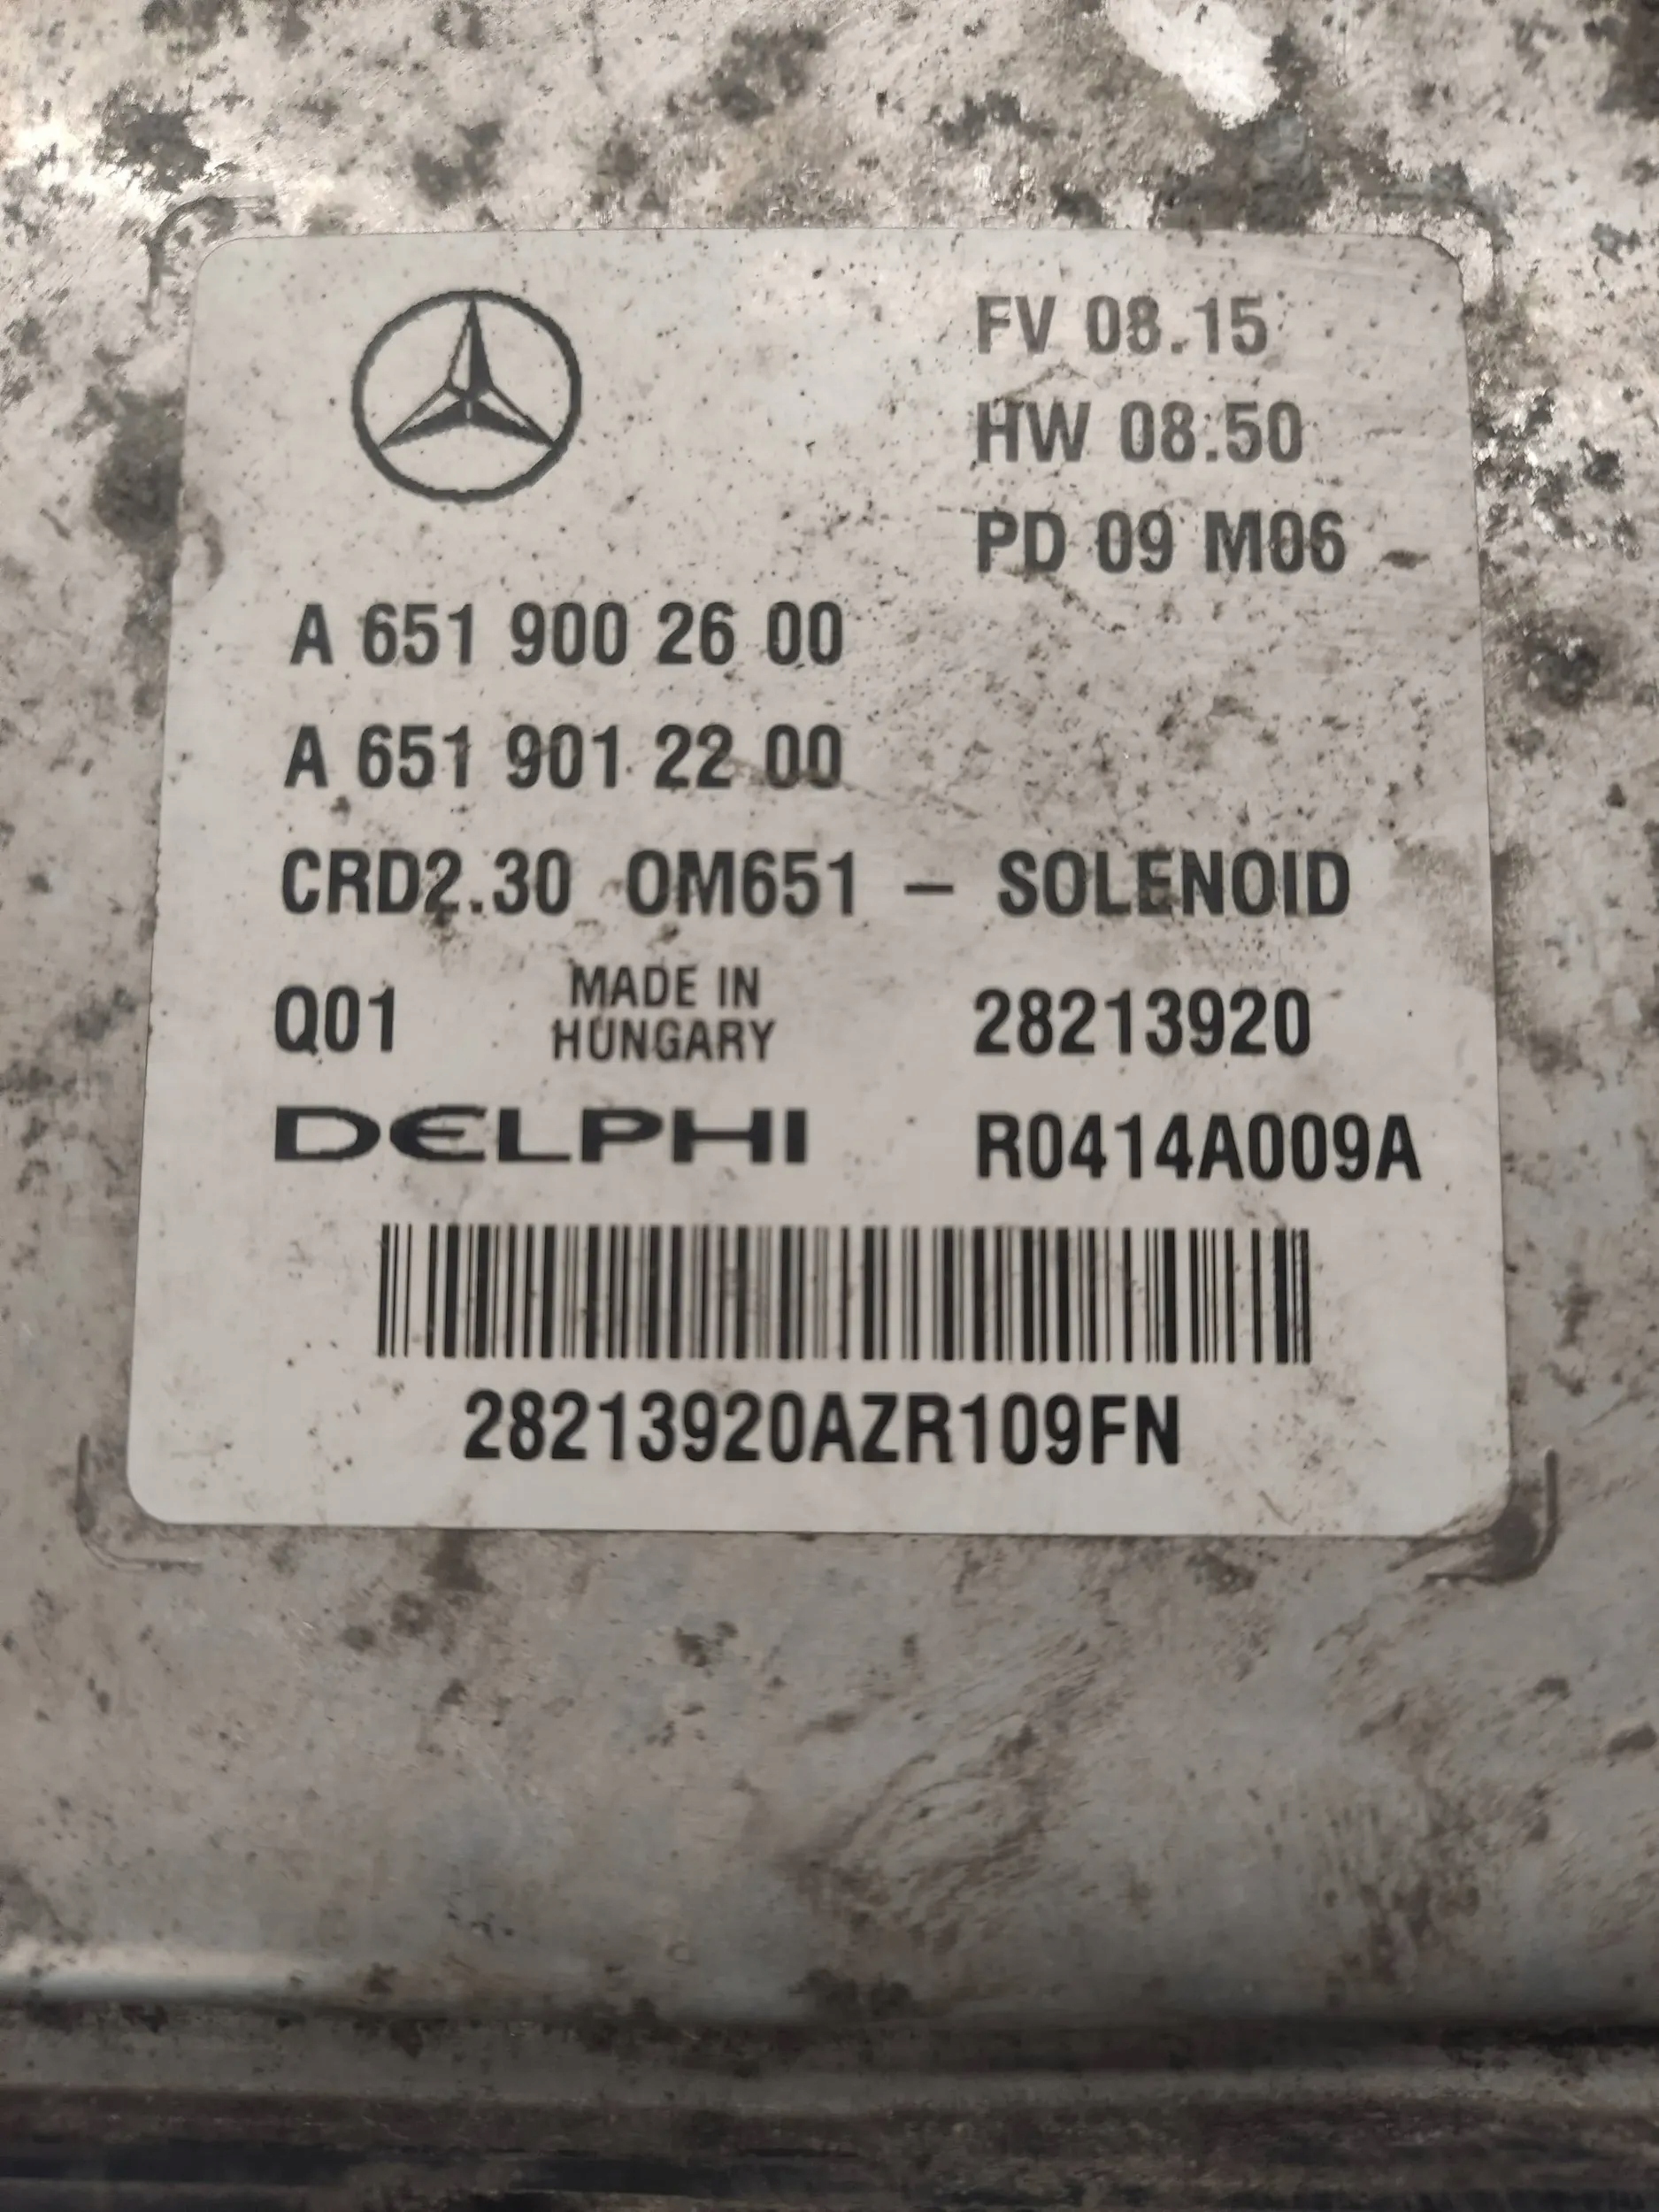 FV 08.15
HW 08.50
PD 09 M06
A 651 900 26 00
A 651 901 22 00
CRD2.30 OM651 – SOLENOID
Q01 MADE IN HUNGARY 28213920
DELPHI R0414A009A
28213920AZR109FN